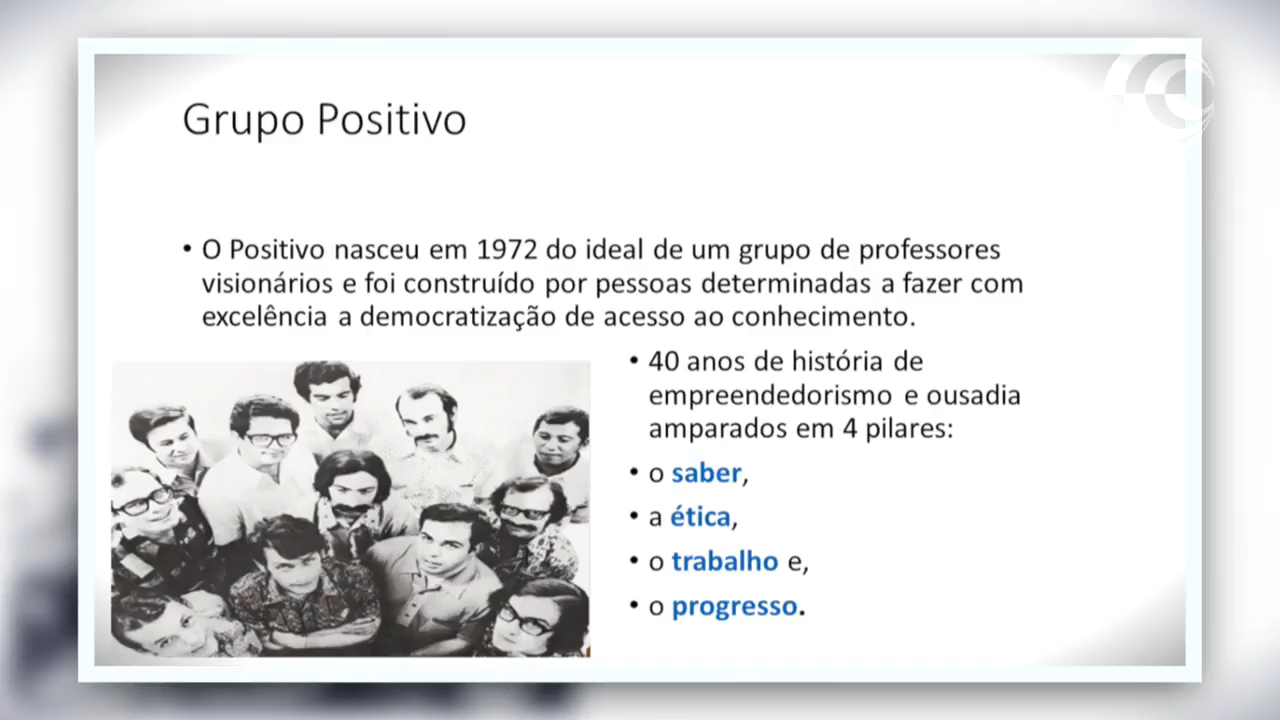 Grupo Positivo
• O Positivo nasceu em 1972 do ideal de um grupo de professores
visionários e foi construído por pessoas determinadas a fazer com
excelência a democratização de acesso ao conhecimento.
• 40 anos de história de
empreendedorismo e ousadia
amparados em 4 pilares:
• o saber,
• a ética,
• o trabalho e,
• o progresso.